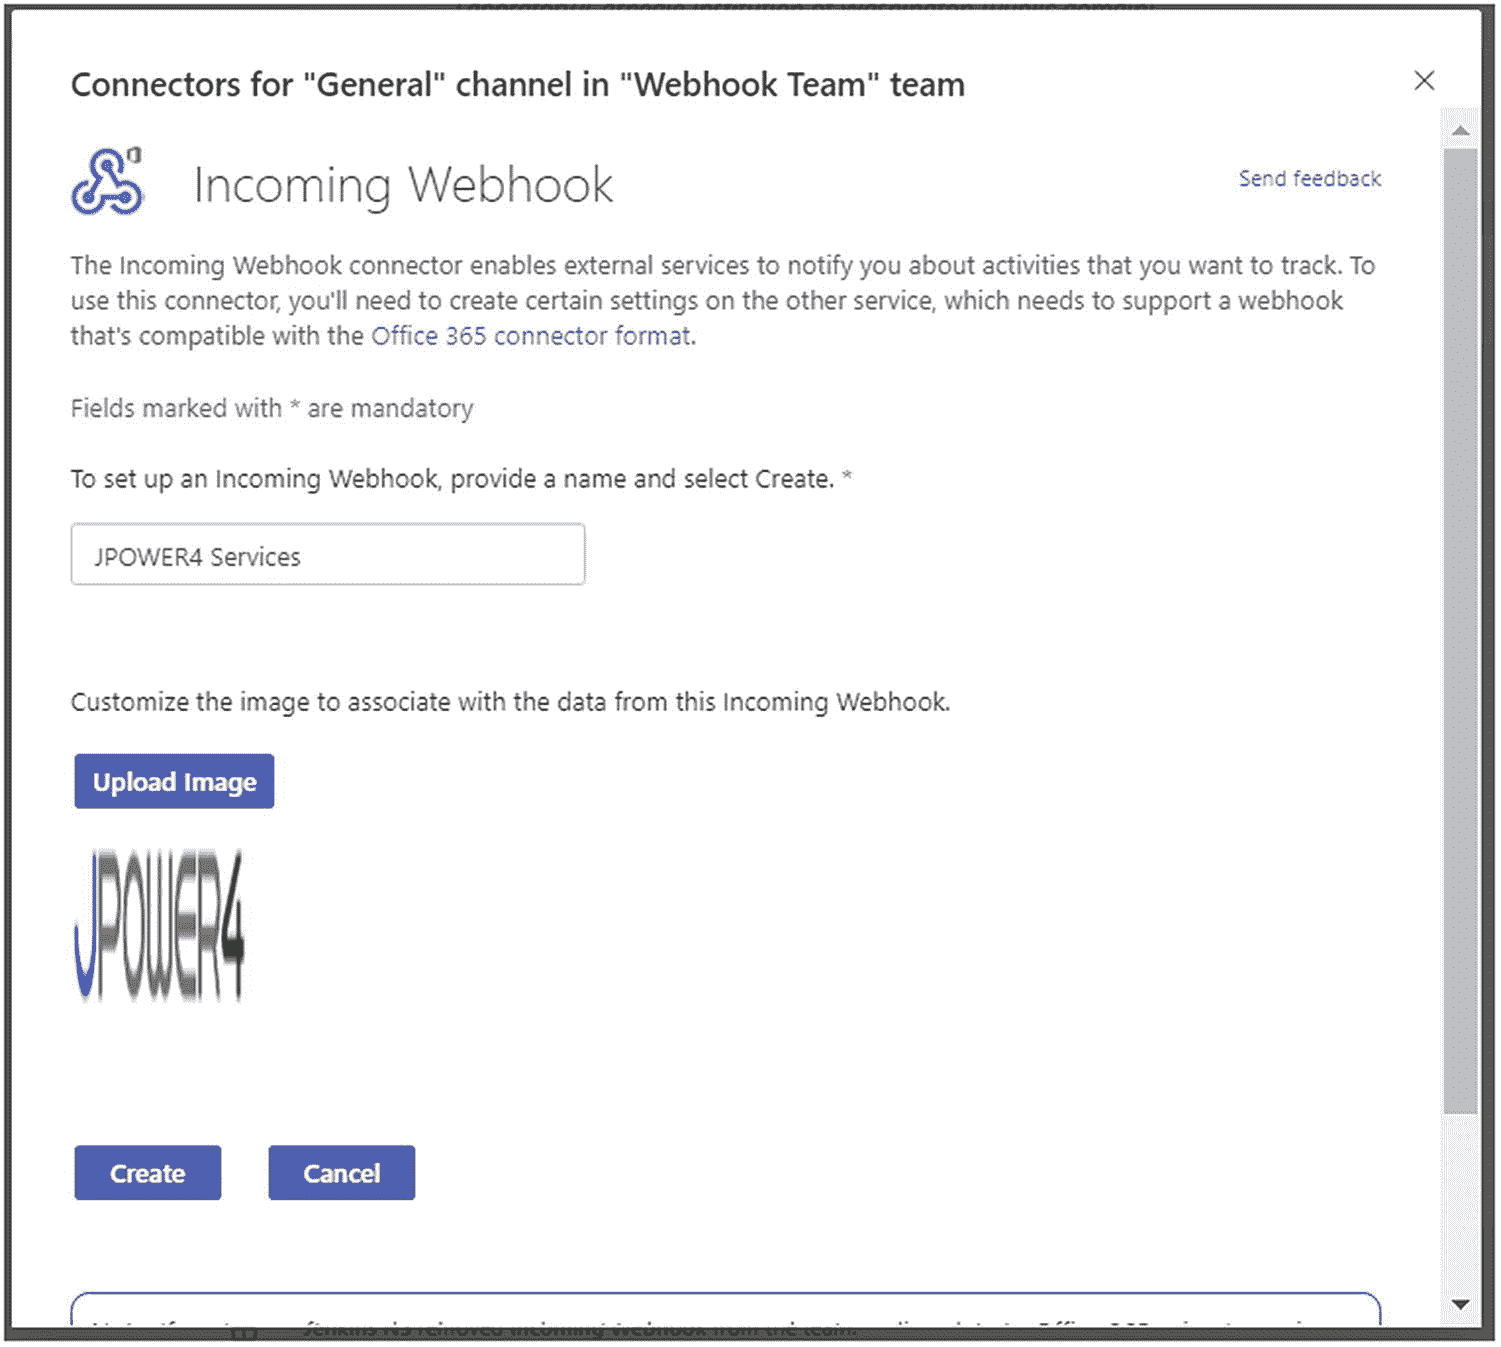 Connectors for "General" channel in "Webhook Team" team
Incoming Webhook
Send feedback
The Incoming Webhook connector enables external services to notify you about activities that you want to track. To
use this connector, you'll need to create certain settings on the other service, which needs to support a webhook
that's compatible with the Office 365 connector format.
Fields marked with * are mandatory
To set up an Incoming Webhook, provide a name and select Create. *
JPOWER4 Services
Customize the image to associate with the data from this Incoming Webhook.
Upload Image
JPOWER4
Create
Cancel